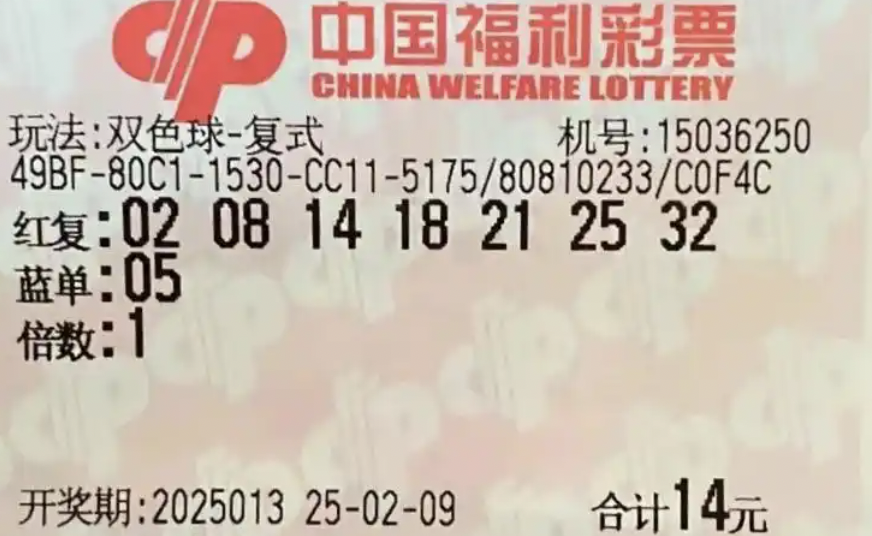 中国福利彩票
CHINA WELFARE LOTTERY
玩法:双色球-复式 机号:15036250
49BF-80C1-1530-CC11-5175/80810233/C0F4C
红复:02 08 14 18 21 25 32
蓝单:05
倍数:1
开奖期:2025013 25-02-09 合计14元